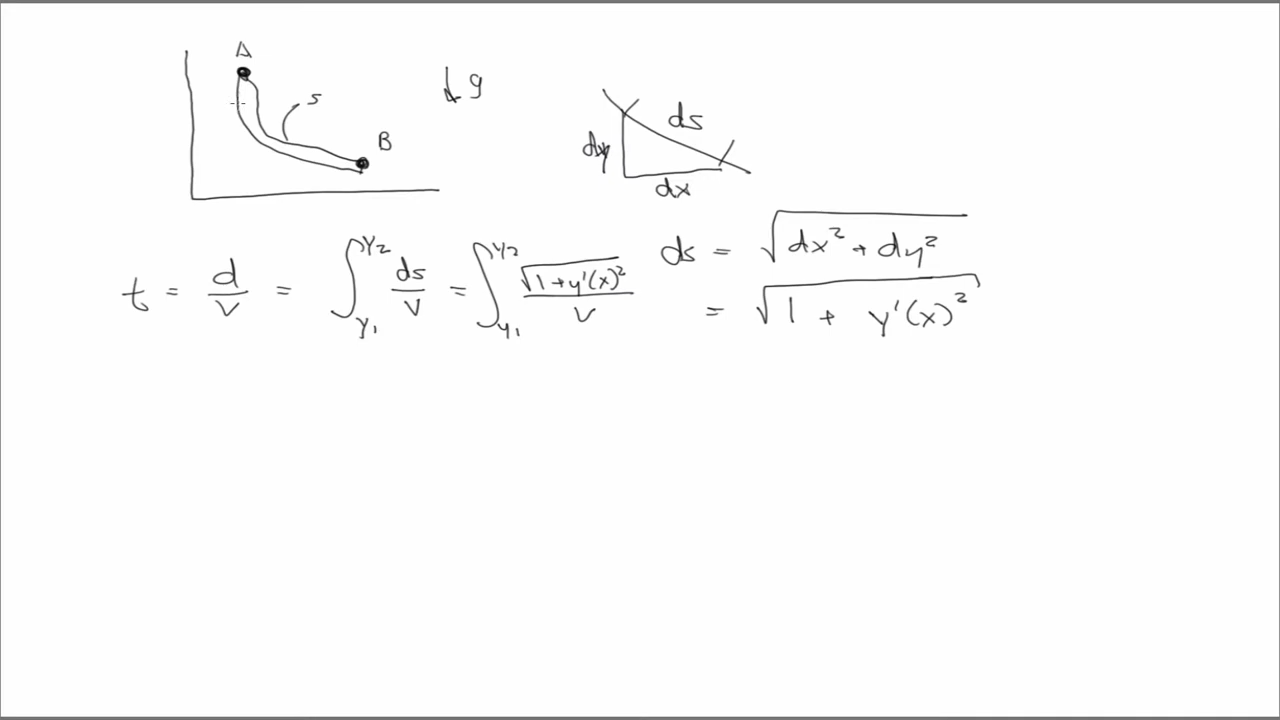 A
s
B
↓ g
ds
dy
dx
t = d/v = ∫_{y₁}^{y₂} ds/v = ∫_{y₁}^{y₂} √(1+y'(x)²)/v
ds = √(dx² + dy²)
= √(1 + y'(x)²)